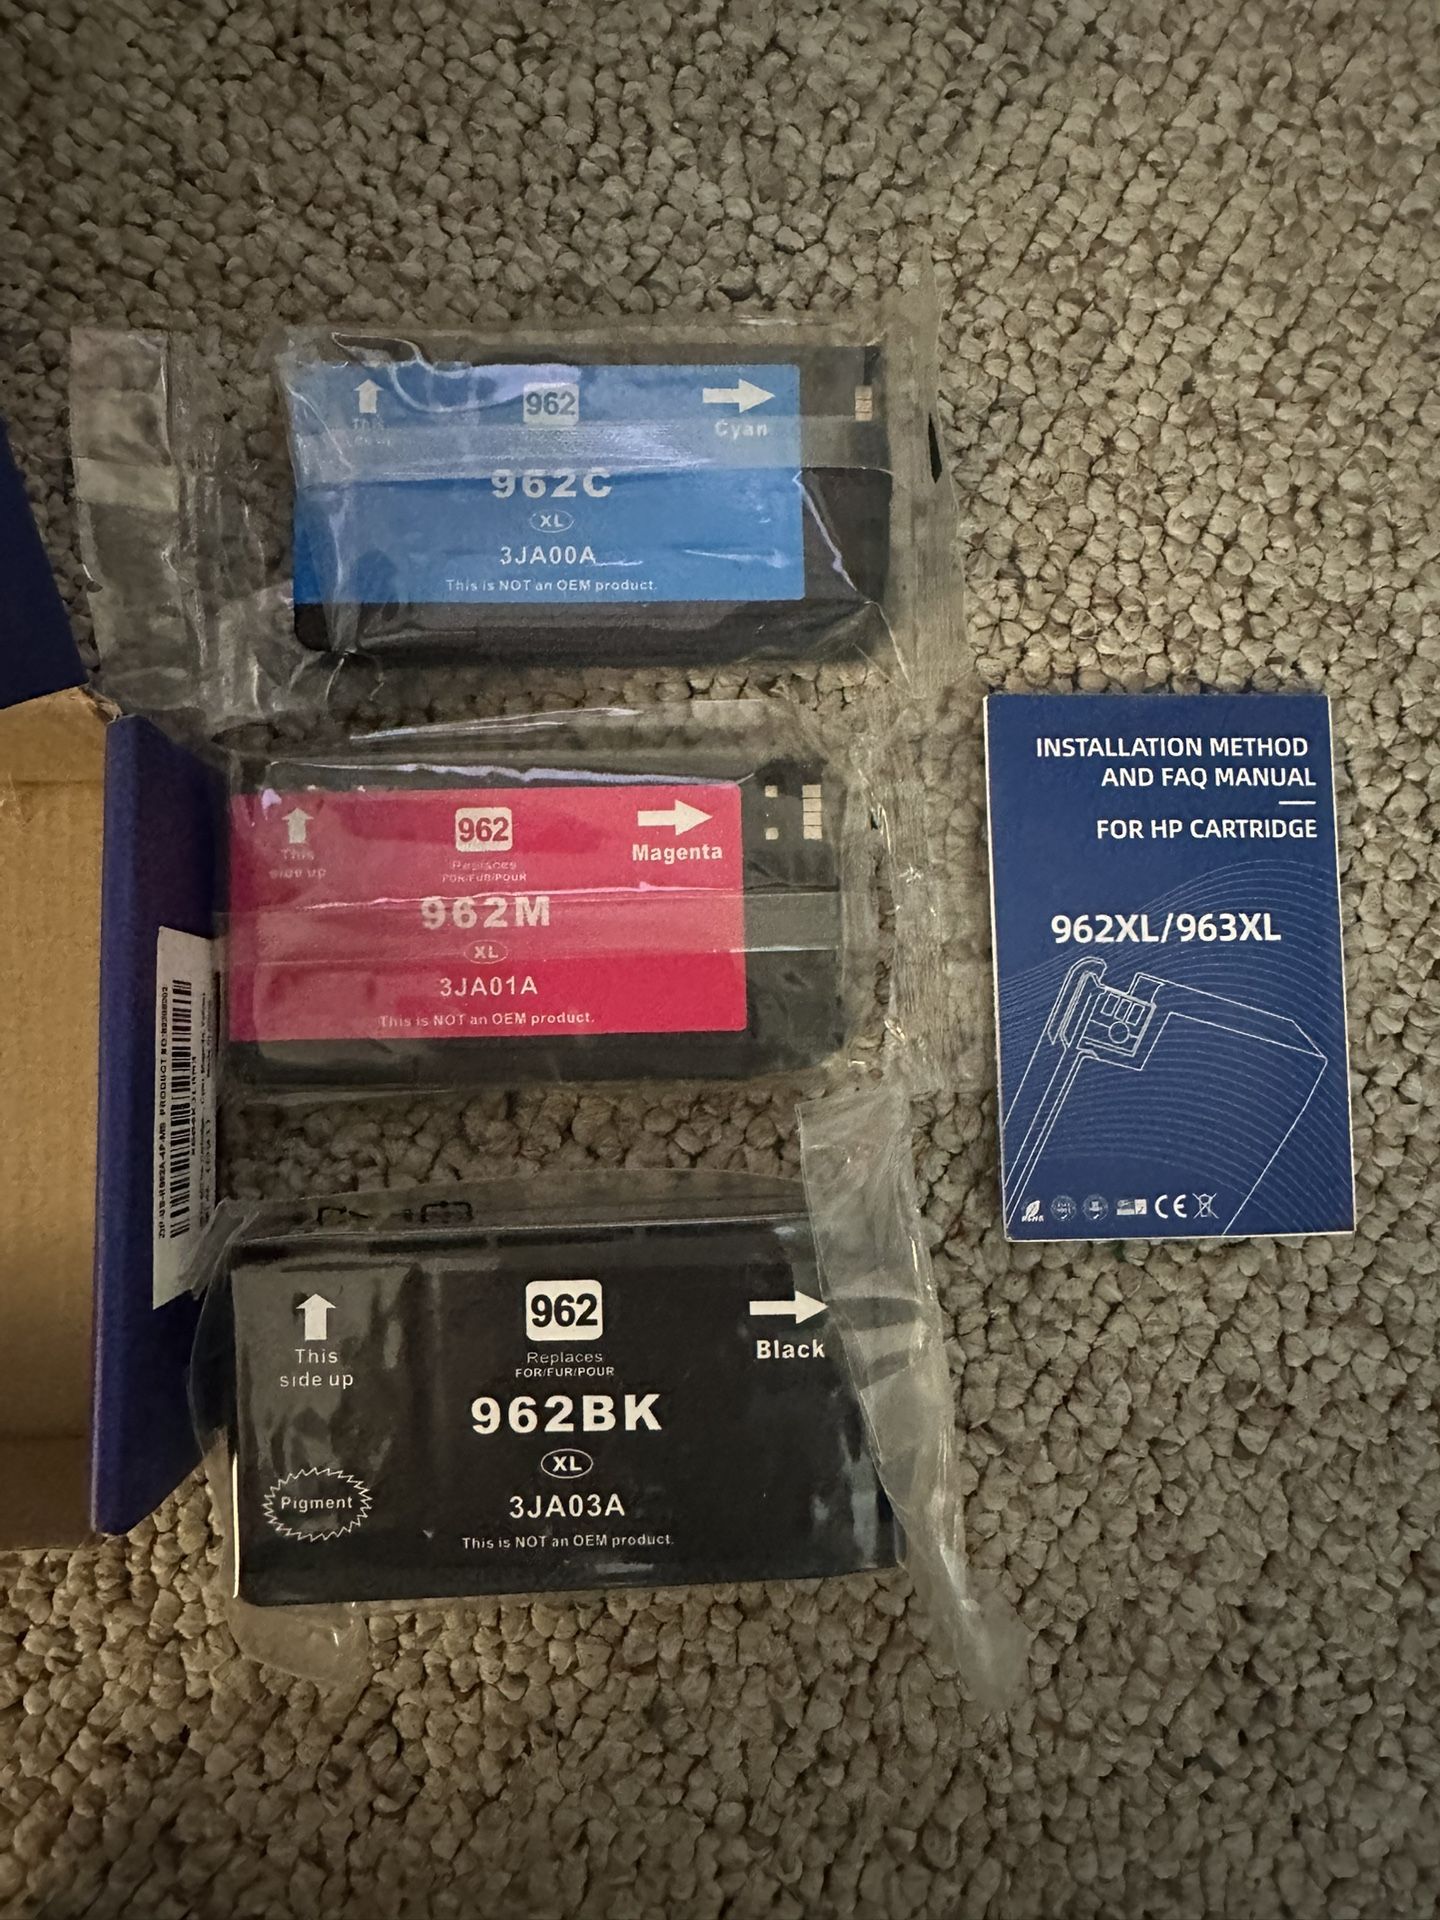 This
962
Cyan
962C
XL
3JA00A
This is NOT an OEM product.
This
side up
962
Replaces
FOR/FUR/POUR
Magenta
962M
XL
3JA01A
This is NOT an OEM product.
This
side up
962
Replaces
FOR/FUR/POUR
Black
962BK
XL
Pigment
3JA03A
This is NOT an OEM product.
INSTALLATION METHOD
AND FAQ MANUAL
FOR HP CARTRIDGE
962XL/963XL
CE
PRODUCT NO: